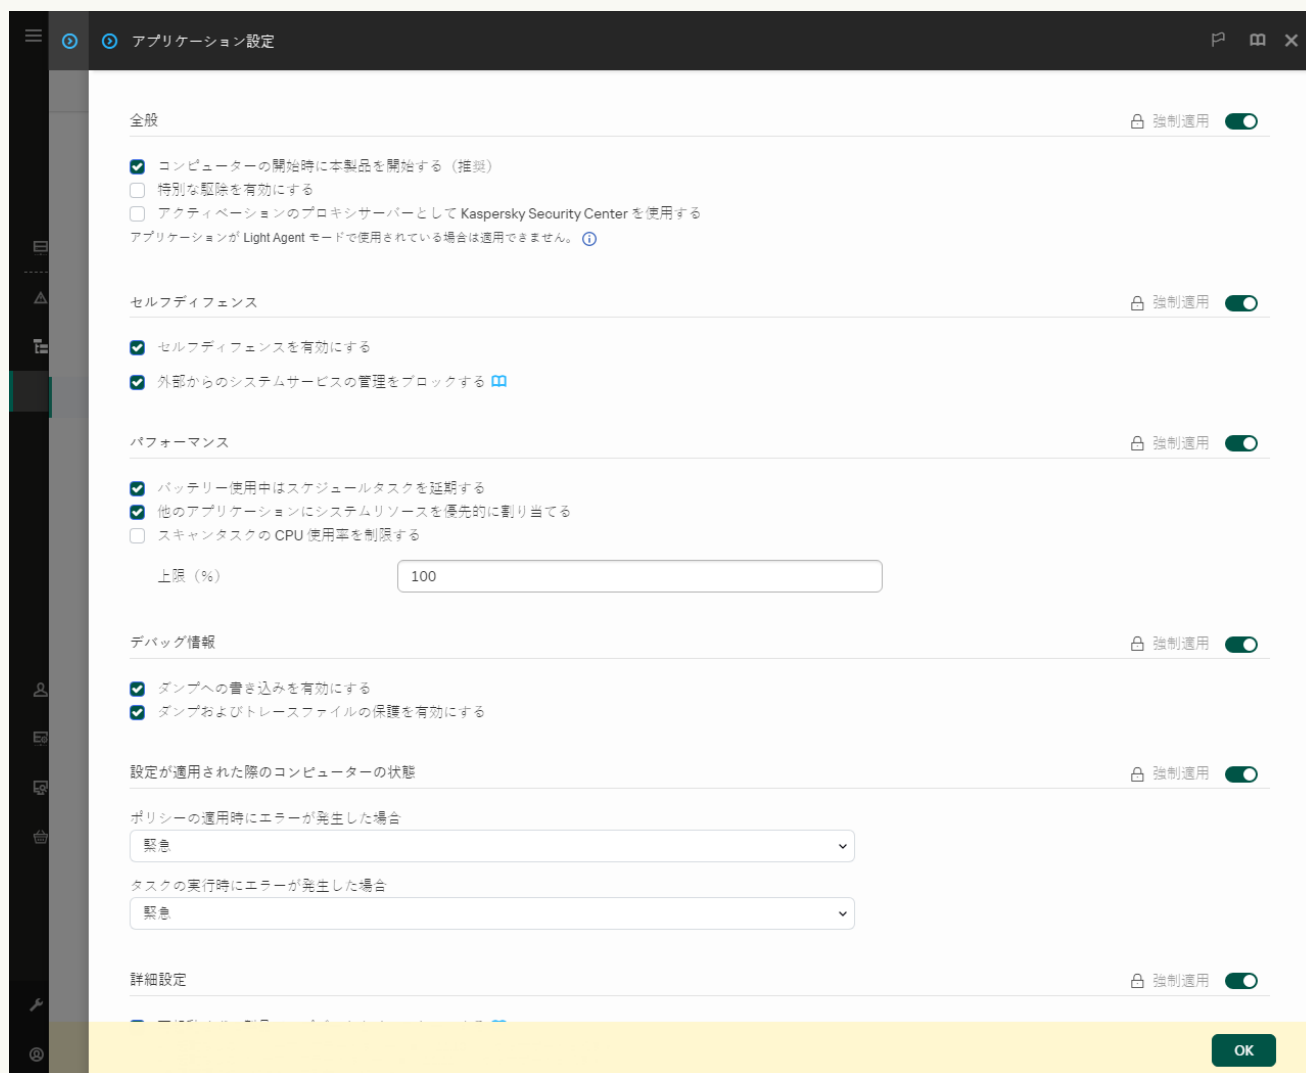 アプリケーション設定
全般
強制適用
コンピューターの開始時に本製品を開始する（推奨）
特別な駆除を有効にする
アクティベーションのプロキシサーバーとして Kaspersky Security Center を使用する
アプリケーションが Light Agent モードで使用されている場合は適用できません。
セルフディフェンス
強制適用
セルフディフェンスを有効にする
外部からのシステムサービスの管理をブロックする
パフォーマンス
強制適用
バッテリー使用中はスケジュールタスクを延期する
他のアプリケーションにシステムリソースを優先的に割り当てる
スキャンタスクの CPU 使用率を制限する
上限（%）
100
デバッグ情報
強制適用
ダンプへの書き込みを有効にする
ダンプおよびトレースファイルの保護を有効にする
設定が適用された際のコンピューターの状態
強制適用
ポリシーの適用時にエラーが発生した場合
緊急
タスクの実行時にエラーが発生した場合
緊急
詳細設定
強制適用
OK